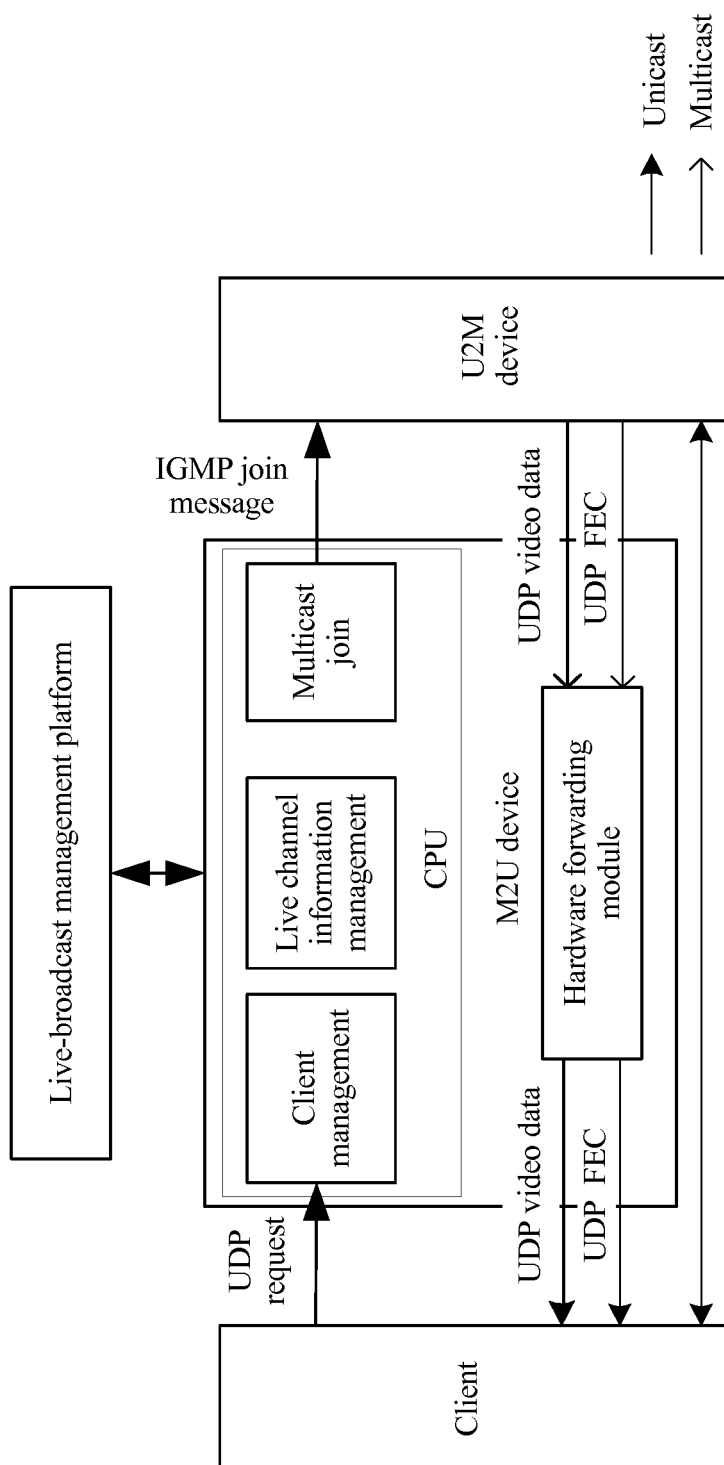 Live-broadcast management platform
UDP
request
Client
management
Live channel
information
management
Multicast
join
CPU
IGMP join
message
M2U device
Client
UDP video data
UDP FEC
Hardware forwarding
module
UDP video data
UDP FEC
U2M
device
Unicast
Multicast